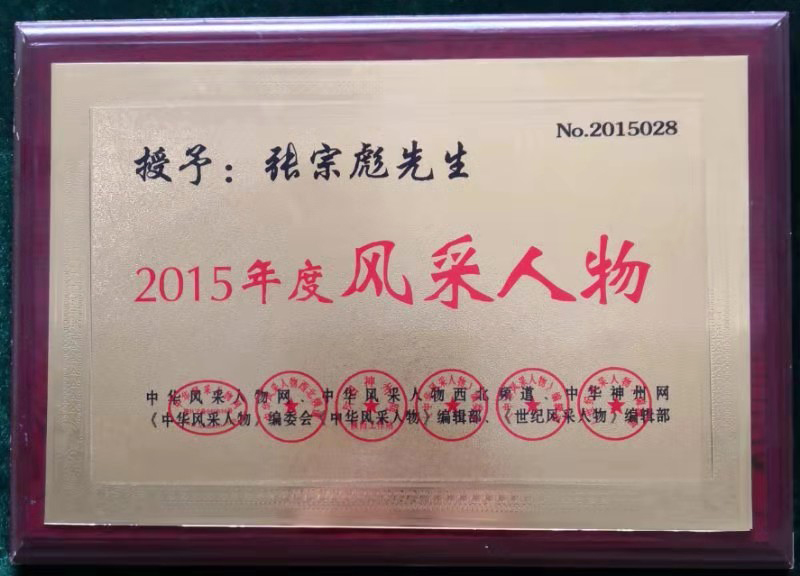 No.2015028
授予：张宗彪先生
2015年度风采人物
中华风采人物网、中华风采人物西北频道、中华神州网
《中华风采人物》编委会《中华风采人物》编辑部、《世纪风采人物》编辑部